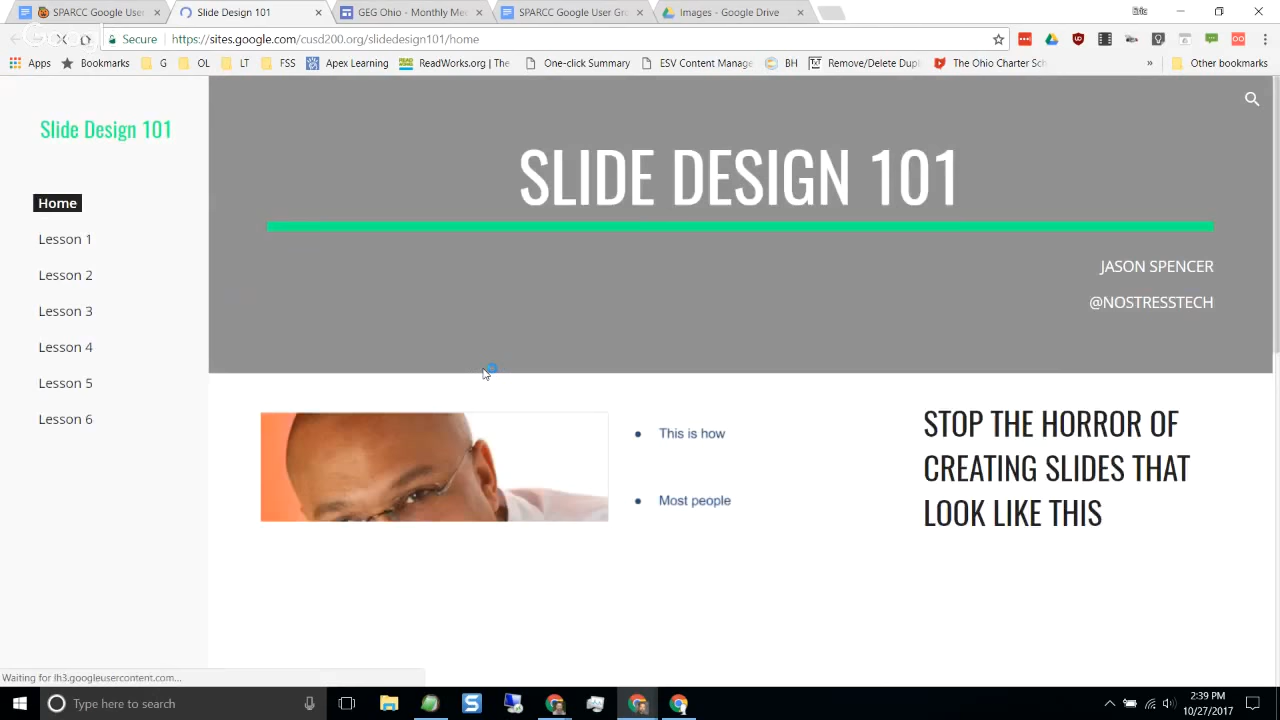 SPARCC Google User
Slide Design 101
GEG Ohio - Monthly Me
SPARCC Google User Gr
Images - Google Drive
Secure
https://sites.google.com/cusd200.org/slidedesign101/home
Apps
Bookmarks
G
OL
LT
FSS
Apex Learning
ReadWorks.org | The
One-click Summary
ESV Content Manage
BH
Remove/Delete Dupl
The Ohio Charter Sch
»
Other bookmarks
Slide Design 101
Home
Lesson 1
Lesson 2
Lesson 3
Lesson 4
Lesson 5
Lesson 6
SLIDE DESIGN 101
JASON SPENCER
@NOSTRESSTECH
• This is how
• Most people
STOP THE HORROR OF
CREATING SLIDES THAT
LOOK LIKE THIS
Waiting for lh3.googleusercontent.com...
Type here to search
2:39 PM
10/27/2017